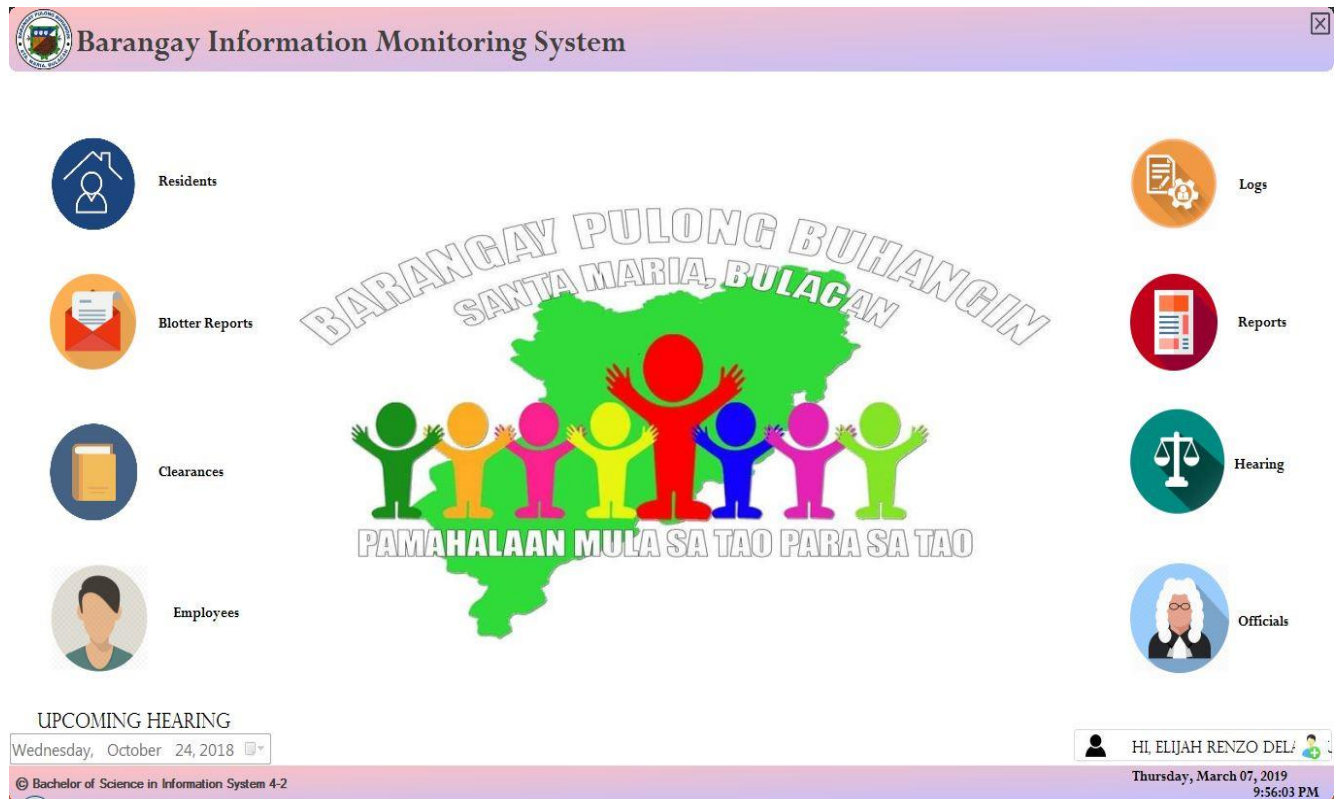 Barangay Information Monitoring System
Residents
Blotter Reports
Clearances
Employees
BARANGAY PULONG BUHANGIN
SANTA MARIA, BULACAN
PAMAHALAAN MULA SA TAO PARA SA TAO
Logs
Reports
Hearing
Officials
UPCOMING HEARING
Wednesday, October 24, 2018
HI, ELIJAH RENZO
© Bachelor of Science in Information System 4-2
Thursday, March 07, 2019
9:56:03 PM